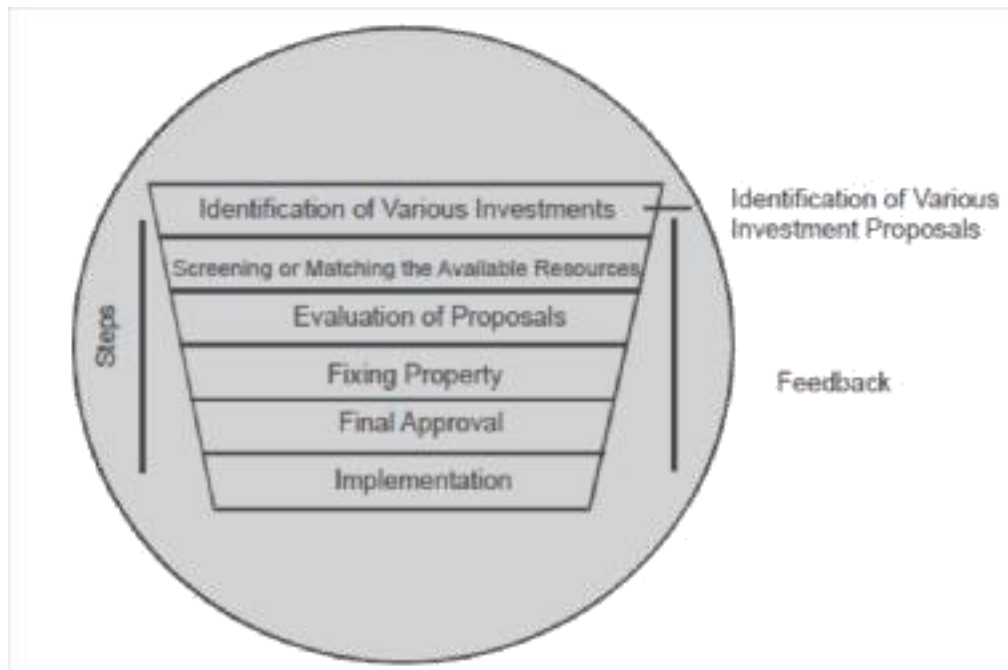 Identification of Various Investments
Screening or Matching the Available Resources
Evaluation of Proposals
Fixing Property
Final Approval
Implementation
Steps
Identification of Various
Investment Proposals
Feedback